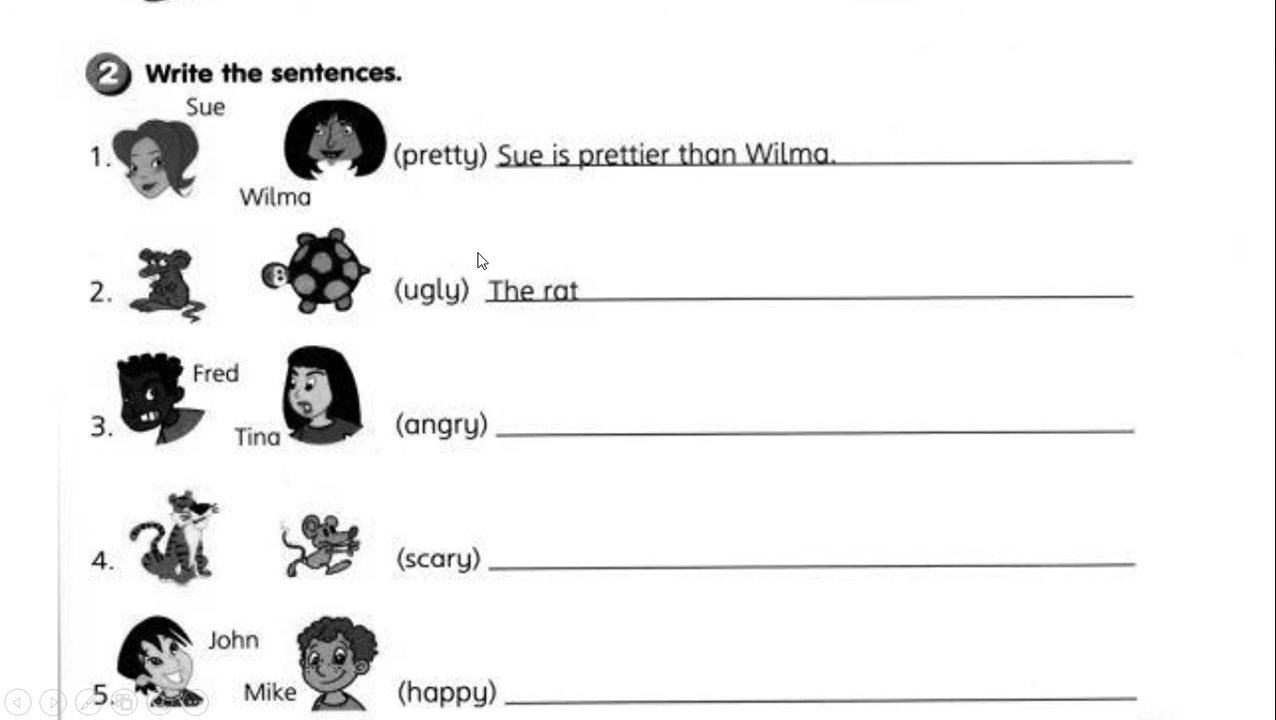 2 Write the sentences.
Sue
1. (pretty) Sue is prettier than Wilma.
Wilma
2. (ugly) The rat
Fred
3. (angry)
Tina
4. (scary)
John
5. (happy)
Mike